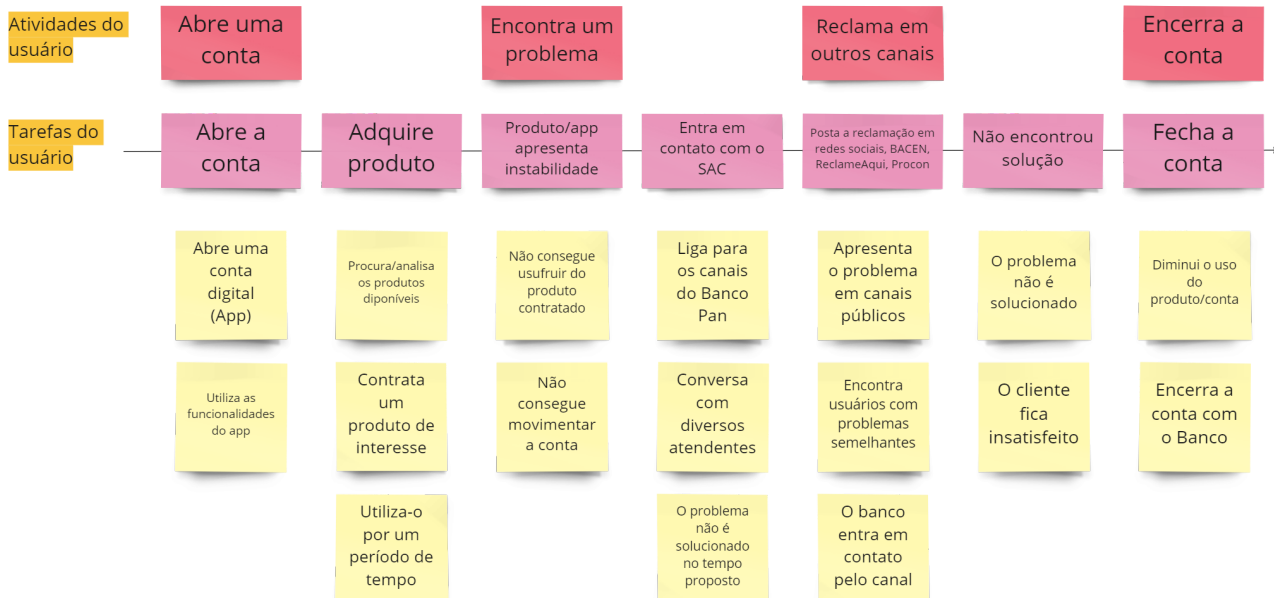 Atividades do
usuário
Abre uma
conta
Encontra um
problema
Reclama em
outros canais
Encerra a
conta
Tarefas do
usuário
Abre a
conta
Adquire
produto
Produto/app
apresenta
instabilidade
Entra em
contato com o
SAC
Posta a reclamação em
redes sociais, BACEN,
ReclameAqui, Procon
Não encontrou
solução
Fecha a
conta
Abre uma
conta
digital
(App)
Procura/analisa
os produtos
diponíveis
Não consegue
usufruir do
produto
contratado
Liga para
os canais
do Banco
Pan
Apresenta
o problema
em canais
públicos
O problema
não é
solucionado
Diminui o uso
do
produto/conta
Utiliza as
funcionalidades
do app
Contrata
um
produto de
interesse
Não
consegue
movimentar
a conta
Conversa
com
diversos
atendentes
Encontra
usuários com
problemas
semelhantes
O cliente
fica
insatisfeito
Encerra a
conta com
o Banco
Utiliza-o
por um
período de
tempo
O problema
não é
solucionado
no tempo
proposto
O banco
entra em
contato
pelo canal